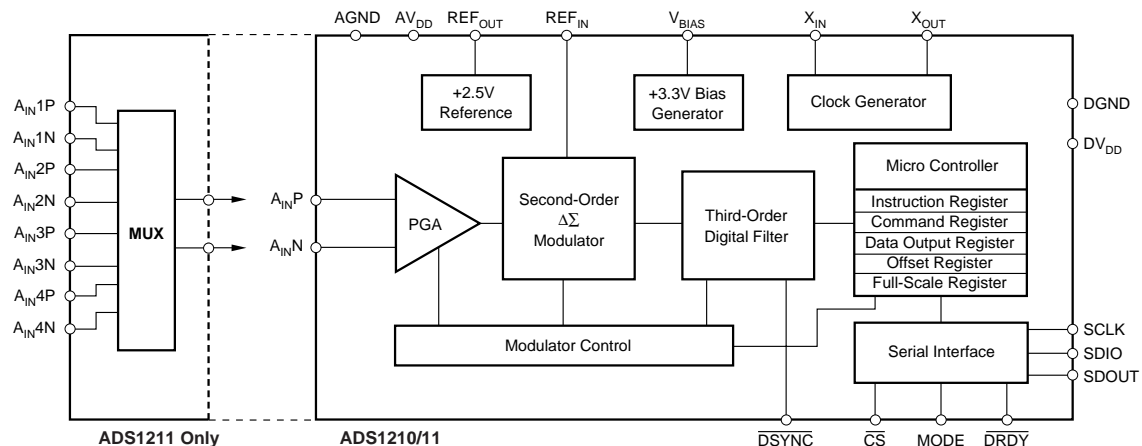 AGND AVDD REFOUT REFIN VBIAS XIN XOUT
+2.5V
Reference
+3.3V Bias
Generator
Clock Generator
DGND
DVDD
AIN1P
AIN1N
AIN2P
AIN2N
AIN3P
AIN3N
AIN4P
AIN4N
MUX
AINP
AINN
PGA
Second-Order
ΔΣ
Modulator
Third-Order
Digital Filter
Micro Controller
Instruction Register
Command Register
Data Output Register
Offset Register
Full-Scale Register
Modulator Control
Serial Interface
SCLK
SDIO
SDOUT
ADS1211 Only
ADS1210/11
DSYNC CS MODE DRDY